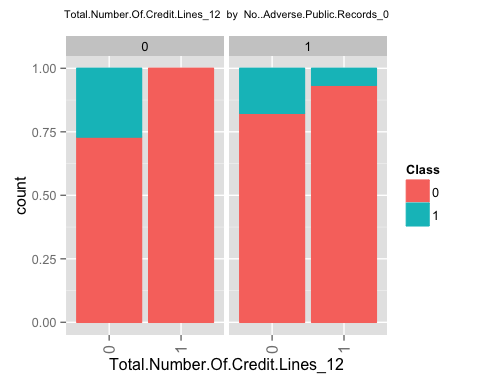 Total.Number.Of.Credit.Lines_12 by No..Adverse.Public.Records_0
0 1
1.00
0.75
0.50
0.25
0.00
count
0 1 0 1
Total.Number.Of.Credit.Lines_12
Class
0
1